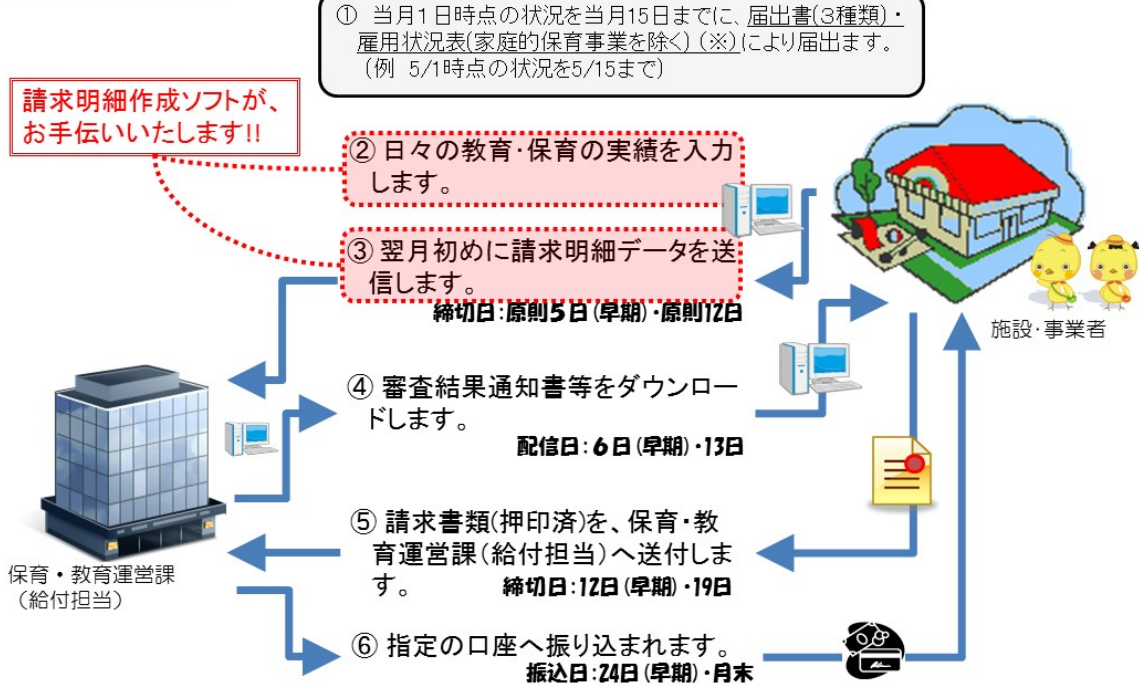 ① 当月1日時点の状況を当月15日までに、届出書(3種類)・
雇用状況表(家庭的保育事業を除く)(※)により届出ます。
(例 5/1時点の状況を5/15まで)
請求明細作成ソフトが、
お手伝いいたします!!
② 日々の教育・保育の実績を入力
します。
③ 翌月初めに請求明細データを送
信します。
締切日:原則5日(早期)・原則12日
施設・事業者
④ 審査結果通知書等をダウンロー
ドします。
配信日:6日(早期)・13日
⑤ 請求書類(押印済)を、保育・教
育運営課(給付担当)へ送付しま
す。
締切日:12日(早期)・19日
保育・教育運営課
(給付担当)
⑥ 指定の口座へ振り込まれます。
振込日:24日(早期)・月末